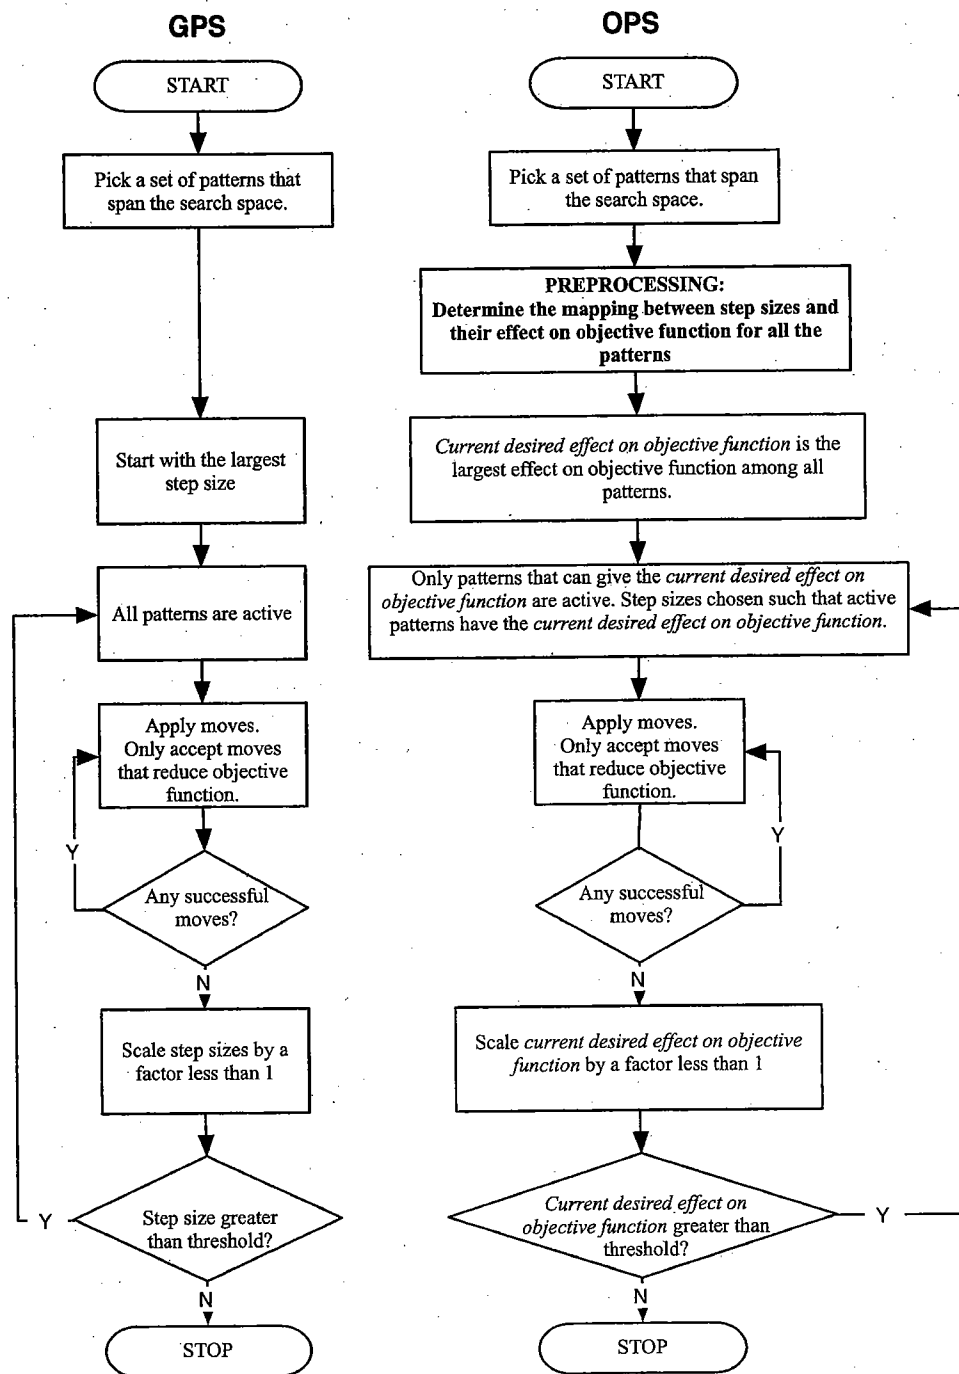 GPS
START
Pick a set of patterns that
span the search space.
Start with the largest
step size
All patterns are active
Apply moves.
Only accept moves
that reduce objective
function.
Y
Any successful
moves?
N
Scale step sizes by a
factor less than 1
Y
Step size greater
than threshold?
N
STOP
OPS
START
Pick a set of patterns that span
the search space.
PREPROCESSING:
Determine the mapping between step sizes and
their effect on objective function for all the
patterns
Current desired effect on objective function is the
largest effect on objective function among all
patterns.
Only patterns that can give the current desired effect on
objective function are active. Step sizes chosen such that active
patterns have the current desired effect on objective function.
Apply moves.
Only accept moves
that reduce objective
function.
Y
Any successful
moves?
N
Scale current desired effect on objective
function by a factor less than 1
Current desired effect on
objective function greater than
threshold?
Y
N
STOP